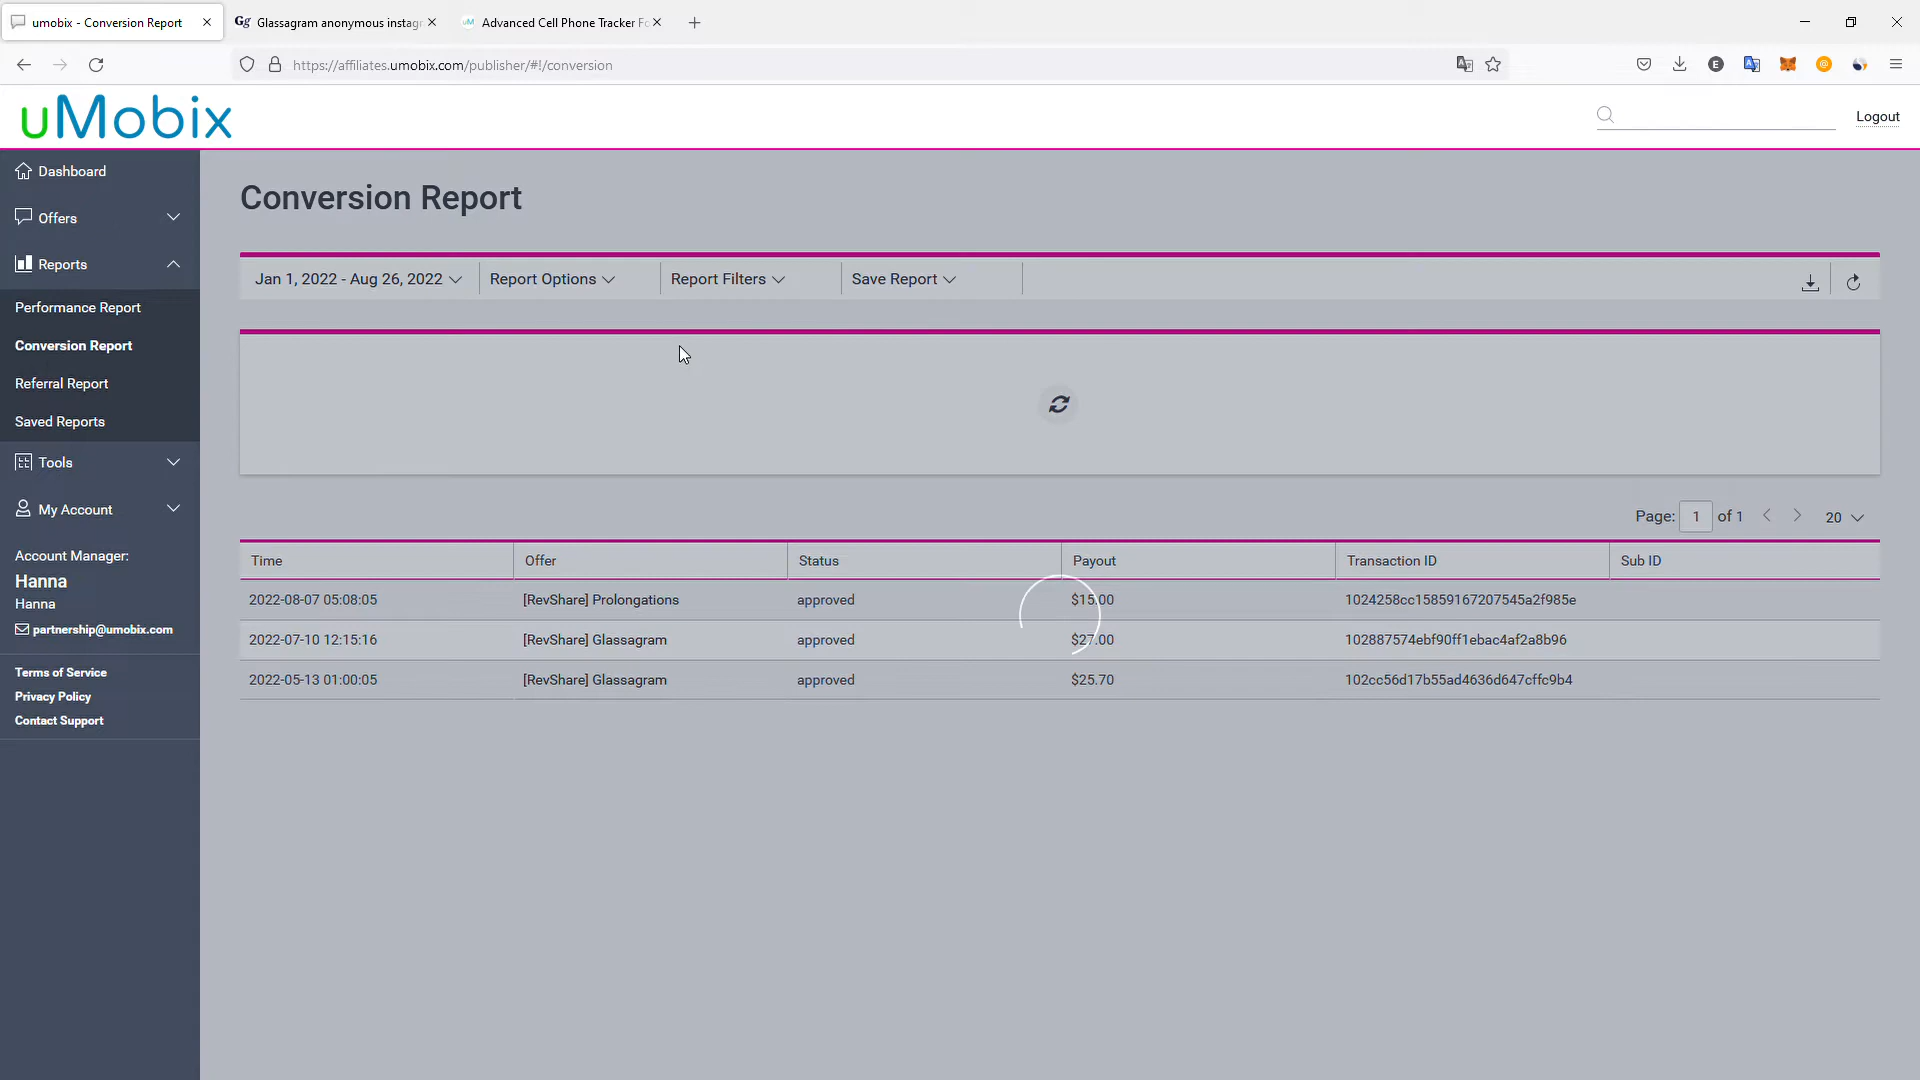 umobix - Conversion Report
Gg Glassagram anonymous instagr
uM Advanced Cell Phone Tracker Fo
https://affiliates.umobix.com/publisher/#!/conversion
E
uMobix
Logout
Dashboard
Offers
Reports
Performance Report
Conversion Report
Referral Report
Saved Reports
Tools
My Account
Account Manager:
Hanna
Hanna
partnership@umobix.com
Terms of Service
Privacy Policy
Contact Support
Conversion Report
Jan 1, 2022 - Aug 26, 2022 Report Options Report Filters Save Report
Page: 1 of 1 20
Time Offer Status Payout Transaction ID Sub ID
2022-08-07 05:08:05 [RevShare] Prolongations approved $15.00 1024258cc15859167207545a2f985e
2022-07-10 12:15:16 [RevShare] Glassagram approved $27.00 102887574ebf90ff1ebac4af2a8b96
2022-05-13 01:00:05 [RevShare] Glassagram approved $25.70 102cc56d17b55ad4636d647cffc9b4